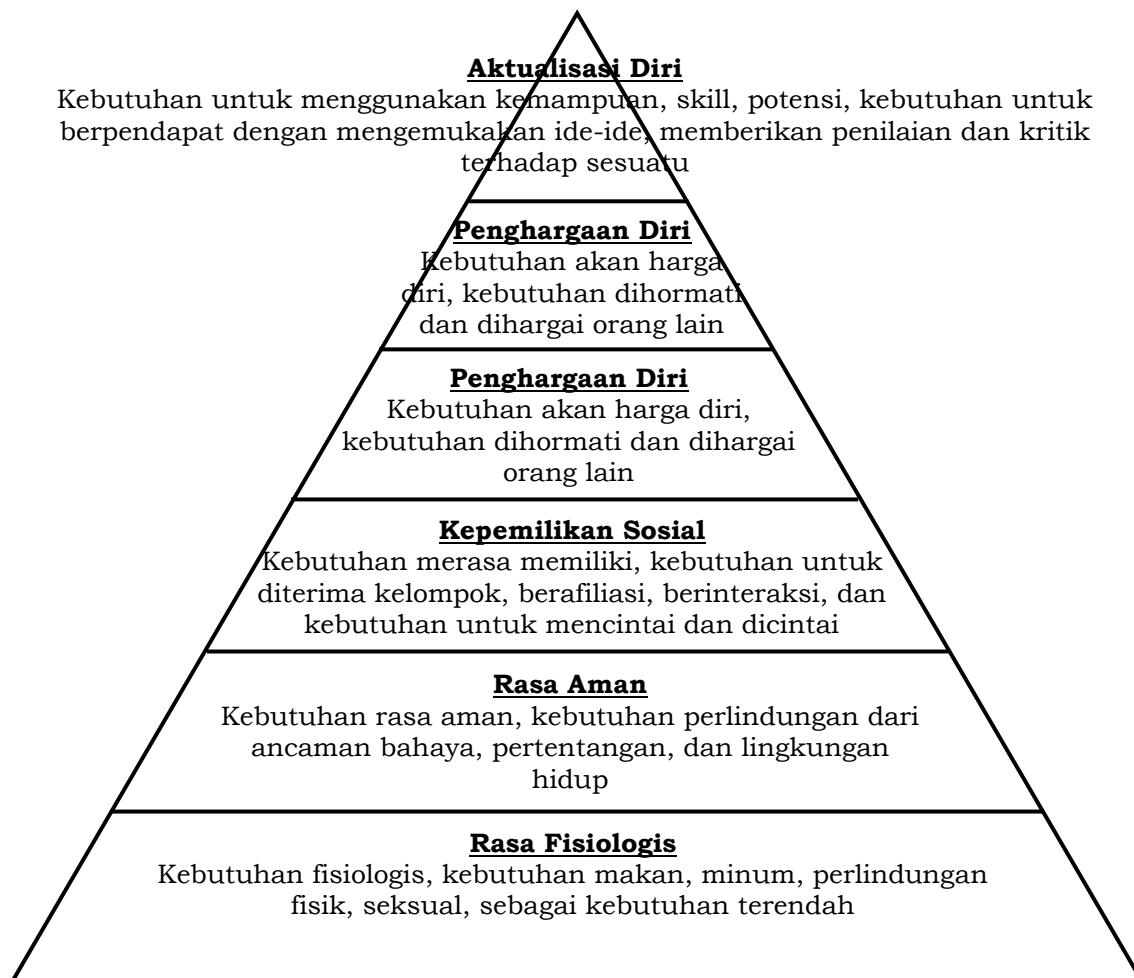 Aktualisasi Diri
Kebutuhan untuk menggunakan kemampuan, skill, potensi, kebutuhan untuk
berpendapat dengan mengemukakan ide-ide, memberikan penilaian dan kritik
terhadap sesuatu
Penghargaan Diri
Kebutuhan akan harga
diri, kebutuhan dihormati
dan dihargai orang lain
Penghargaan Diri
Kebutuhan akan harga diri,
kebutuhan dihormati dan dihargai
orang lain
Kepemilikan Sosial
Kebutuhan merasa memiliki, kebutuhan untuk
diterima kelompok, berafiliasi, berinteraksi, dan
kebutuhan untuk mencintai dan dicintai
Rasa Aman
Kebutuhan rasa aman, kebutuhan perlindungan dari
ancaman bahaya, pertentangan, dan lingkungan
hidup
Rasa Fisiologis
Kebutuhan fisiologis, kebutuhan makan, minum, perlindungan
fisik, seksual, sebagai kebutuhan terendah